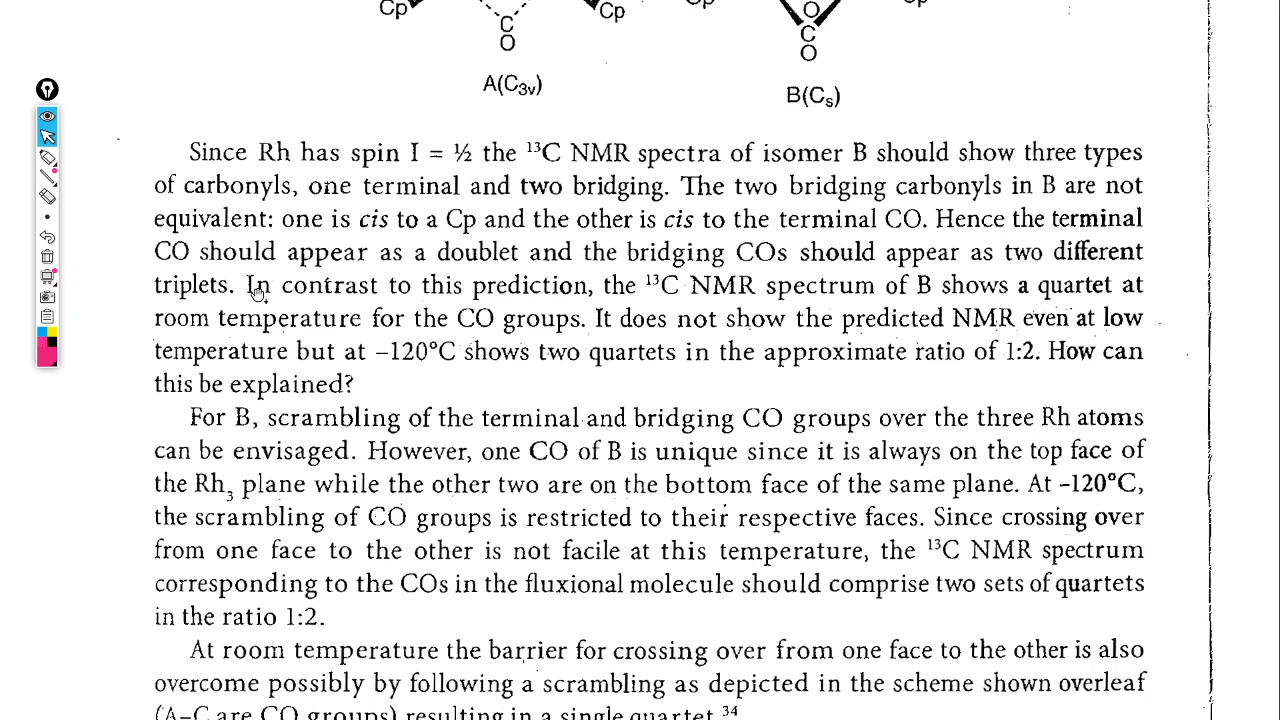 Cp
Cp
Cp
C
O
O
C
O
A(C3v)
B(Cs)
Since Rh has spin I = ½ the ¹³C NMR spectra of isomer B should show three types
of carbonyls, one terminal and two bridging. The two bridging carbonyls in B are not
equivalent: one is cis to a Cp and the other is cis to the terminal CO. Hence the terminal
CO should appear as a doublet and the bridging COs should appear as two different
triplets. In contrast to this prediction, the ¹³C NMR spectrum of B shows a quartet at
room temperature for the CO groups. It does not show the predicted NMR even at low
temperature but at –120°C shows two quartets in the approximate ratio of 1:2. How can
this be explained?
For B, scrambling of the terminal and bridging CO groups over the three Rh atoms
can be envisaged. However, one CO of B is unique since it is always on the top face of
the Rh₃ plane while the other two are on the bottom face of the same plane. At –120°C,
the scrambling of CO groups is restricted to their respective faces. Since crossing over
from one face to the other is not facile at this temperature, the ¹³C NMR spectrum
corresponding to the COs in the fluxional molecule should comprise two sets of quartets
in the ratio 1:2.
At room temperature the barrier for crossing over from one face to the other is also
overcome possibly by following a scrambling as depicted in the scheme shown overleaf
(A–C are CO groups) resulting in a single quartet.³⁴